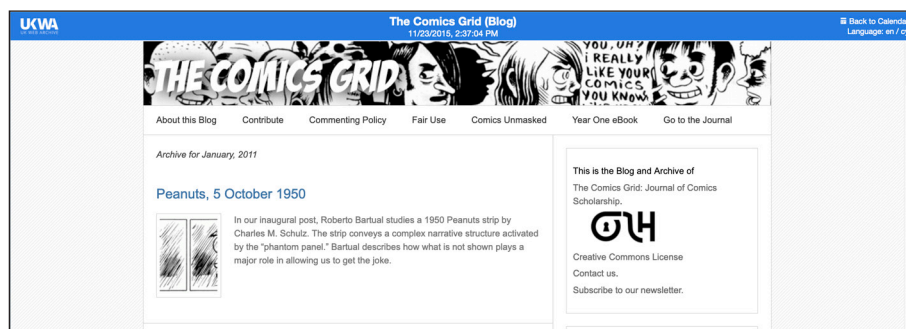 UKWA
UK WEB ARCHIVE
The Comics Grid (Blog)
11/23/2015, 2:37:04 PM
Back to Calenda
Language: en / cy
THE COMICS GRID
YOU, UH?
I REALLY
LIKE YOUR
COMICS
YOU KNOW
About this Blog Contribute Commenting Policy Fair Use Comics Unmasked Year One eBook Go to the Journal
Archive for January, 2011
Peanuts, 5 October 1950
In our inaugural post, Roberto Bartual studies a 1950 Peanuts strip by
Charles M. Schulz. The strip conveys a complex narrative structure activated
by the “phantom panel.” Bartual describes how what is not shown plays a
major role in allowing us to get the joke.
This is the Blog and Archive of
The Comics Grid: Journal of Comics
Scholarship.
Creative Commons License
Contact us.
Subscribe to our newsletter.